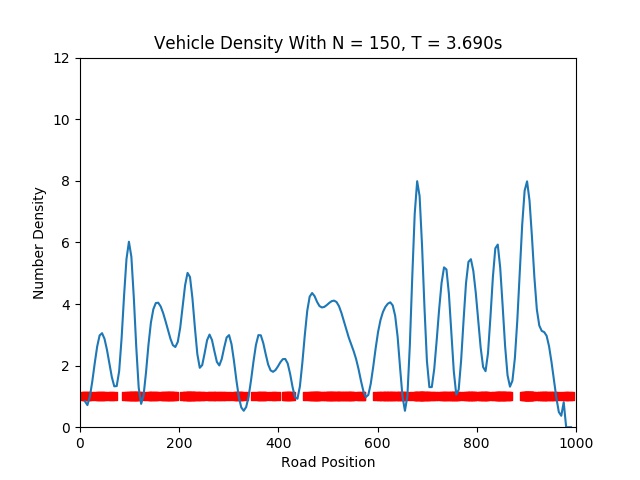 Vehicle Density With N = 150, T = 3.690s
12
10
8
6
4
2
0
Number Density
0 200 400 600 800 1000
Road Position